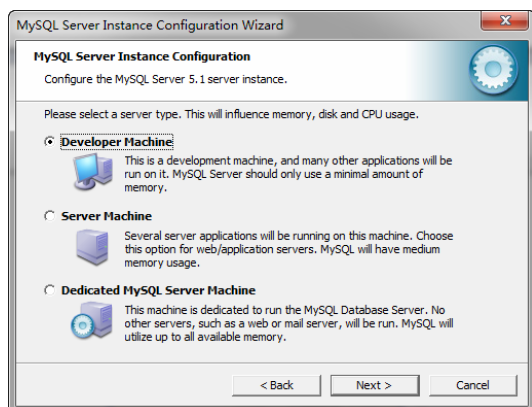 MySQL Server Instance Configuration Wizard
MySQL Server Instance Configuration
Configure the MySQL Server 5.1 server instance.
Please select a server type. This will influence memory, disk and CPU usage.
Developer Machine
This is a development machine, and many other applications will be
run on it. MySQL Server should only use a minimal amount of
memory.
Server Machine
Several server applications will be running on this machine. Choose
this option for web/application servers. MySQL will have medium
memory usage.
Dedicated MySQL Server Machine
This machine is dedicated to run the MySQL Database Server. No
other servers, such as a web or mail server, will be run. MySQL will
utilize up to all available memory.
< Back Next > Cancel